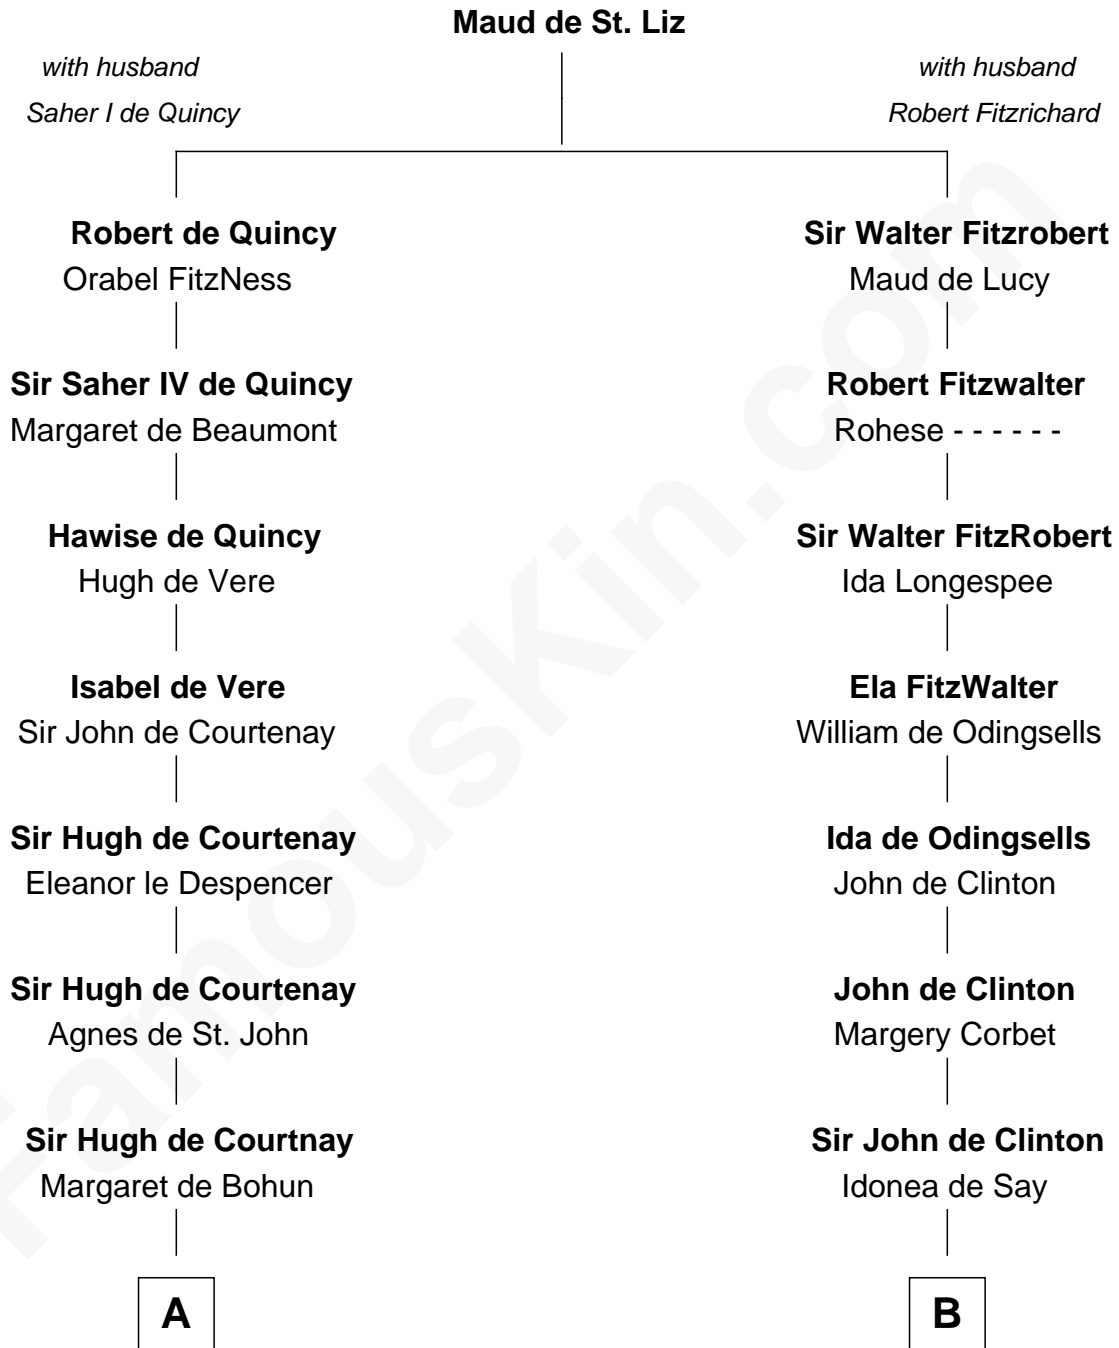 Maud de St. Liz
with husband
Saher I de Quincy
with husband
Robert Fitzrichard
Robert de Quincy
Orabel FitzNess
Sir Walter Fitzrobert
Maud de Lucy
Sir Saher IV de Quincy
Margaret de Beaumont
Robert Fitzwalter
Rohese - - - - - -
Hawise de Quincy
Hugh de Vere
Sir Walter FitzRobert
Ida Longespee
Isabel de Vere
Sir John de Courtenay
Ela FitzWalter
William de Odingsells
Sir Hugh de Courtenay
Eleanor le Despencer
Ida de Odingsells
John de Clinton
Sir Hugh de Courtenay
Agnes de St. John
John de Clinton
Margery Corbet
Sir Hugh de Courtnay
Margaret de Bohun
Sir John de Clinton
Idonea de Say
A
B
FamousKin.com